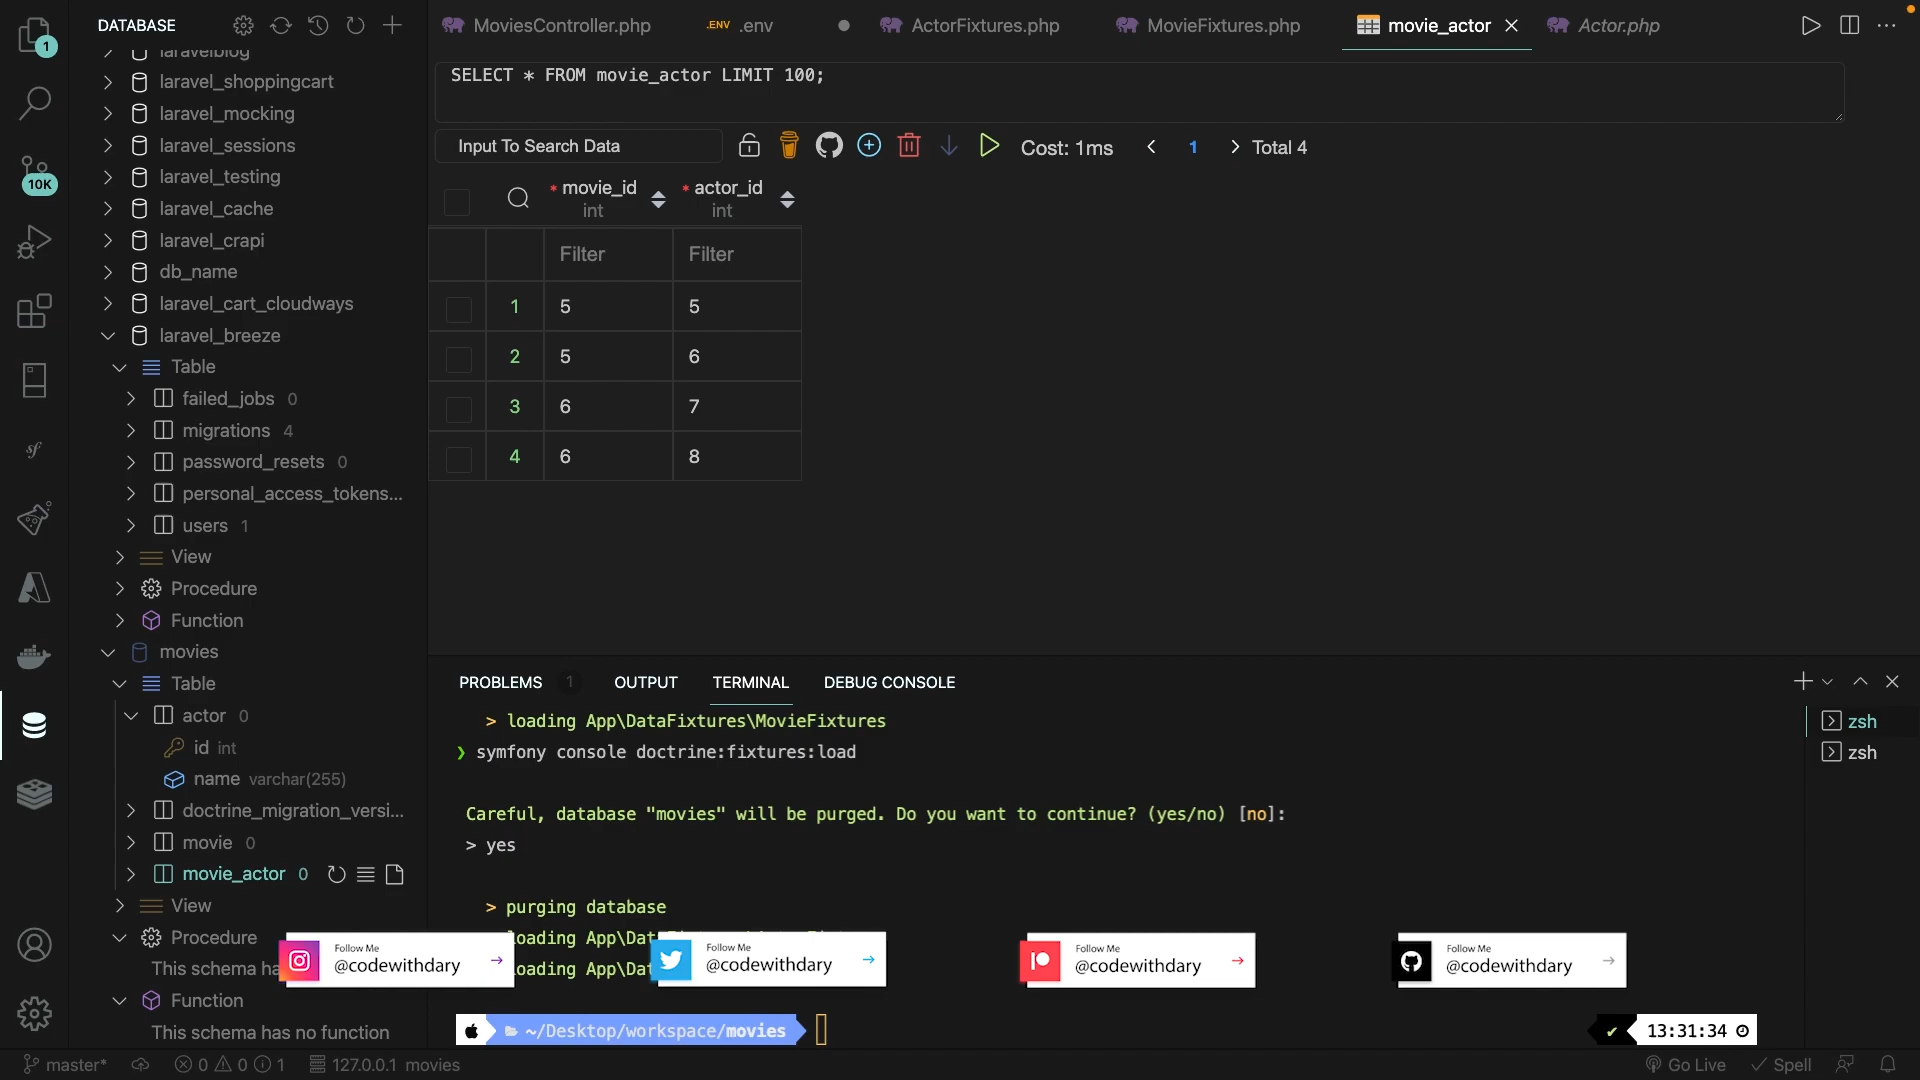 DATABASE
MoviesController.php
.ENV .env
ActorFixtures.php
MovieFixtures.php
movie_actor
Actor.php
1
10K
sf
laravelblog
laravel_shoppingcart
laravel_mocking
laravel_sessions
laravel_testing
laravel_cache
laravel_crapi
db_name
laravel_cart_cloudways
laravel_breeze
Table
failed_jobs 0
migrations 4
password_resets 0
personal_access_tokens...
users 1
View
Procedure
Function
movies
Table
actor 0
id int
name varchar(255)
doctrine_migration_versi...
movie 0
movie_actor 0
View
Procedure
This schema ha
Function
This schema has no function
SELECT * FROM movie_actor LIMIT 100;
Input To Search Data
Cost: 1ms
1
Total 4
* movie_id * actor_id
int int
Filter Filter
1 5 5
2 5 6
3 6 7
4 6 8
PROBLEMS 1 OUTPUT TERMINAL DEBUG CONSOLE
> loading App\DataFixtures\MovieFixtures
❯ symfony console doctrine:fixtures:load
Careful, database "movies" will be purged. Do you want to continue? (yes/no) [no]:
> yes
> purging database
loading App\Dat
loading App\Dat
zsh
zsh
Follow Me
@codewithdary
Follow Me
@codewithdary
Follow Me
@codewithdary
Follow Me
@codewithdary
~/Desktop/workspace/movies
13:31:34
master* 0 0 1 127.0.0.1 movies
Go Live Spell